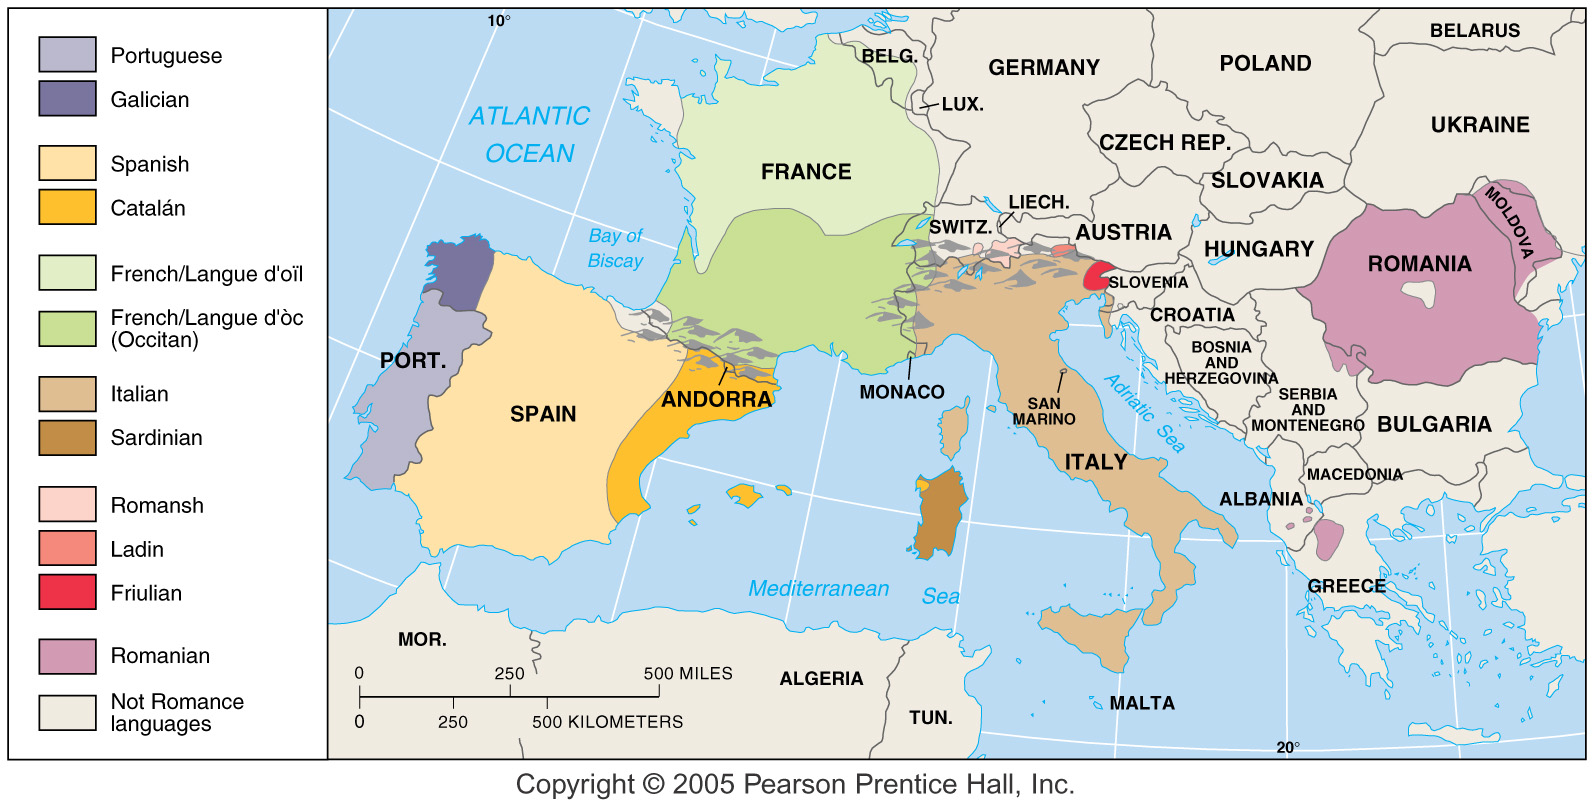 Portuguese
Galician
Spanish
Catalán
French/Langue d'oïl
French/Langue d'òc
(Occitan)
Italian
Sardinian
Romansh
Ladin
Friulian
Romanian
Not Romance
languages
10°
ATLANTIC
OCEAN
Bay of
Biscay
BELG.
LUX.
GERMANY
POLAND
BELARUS
UKRAINE
CZECH REP.
SLOVAKIA
FRANCE
LIECH.
SWITZ.
AUSTRIA
HUNGARY
MOLDOVA
ROMANIA
SLOVENIA
CROATIA
BOSNIA
AND
HERZEGOVINA
SERBIA
AND
MONTENEGRO
BULGARIA
PORT.
SPAIN
ANDORRA
MONACO
SAN
MARINO
Adriatic Sea
ITALY
MACEDONIA
ALBANIA
GREECE
Mediterranean
Sea
MOR.
ALGERIA
TUN.
MALTA
0 250 500 MILES
0 250 500 KILOMETERS
20°
Copyright © 2005 Pearson Prentice Hall, Inc.